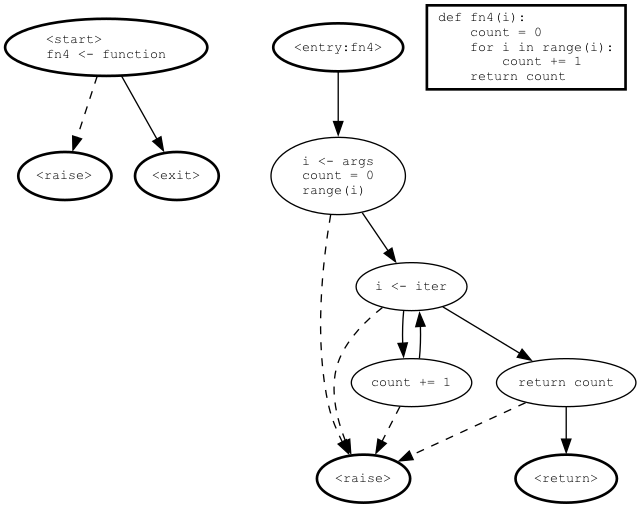 <start>
fn4 <- function
<raise>
<exit>
<entry:fn4>
def fn4(i):
    count = 0
    for i in range(i):
        count += 1
    return count
i <- args
count = 0
range(i)
i <- iter
count += 1
return count
<raise>
<return>